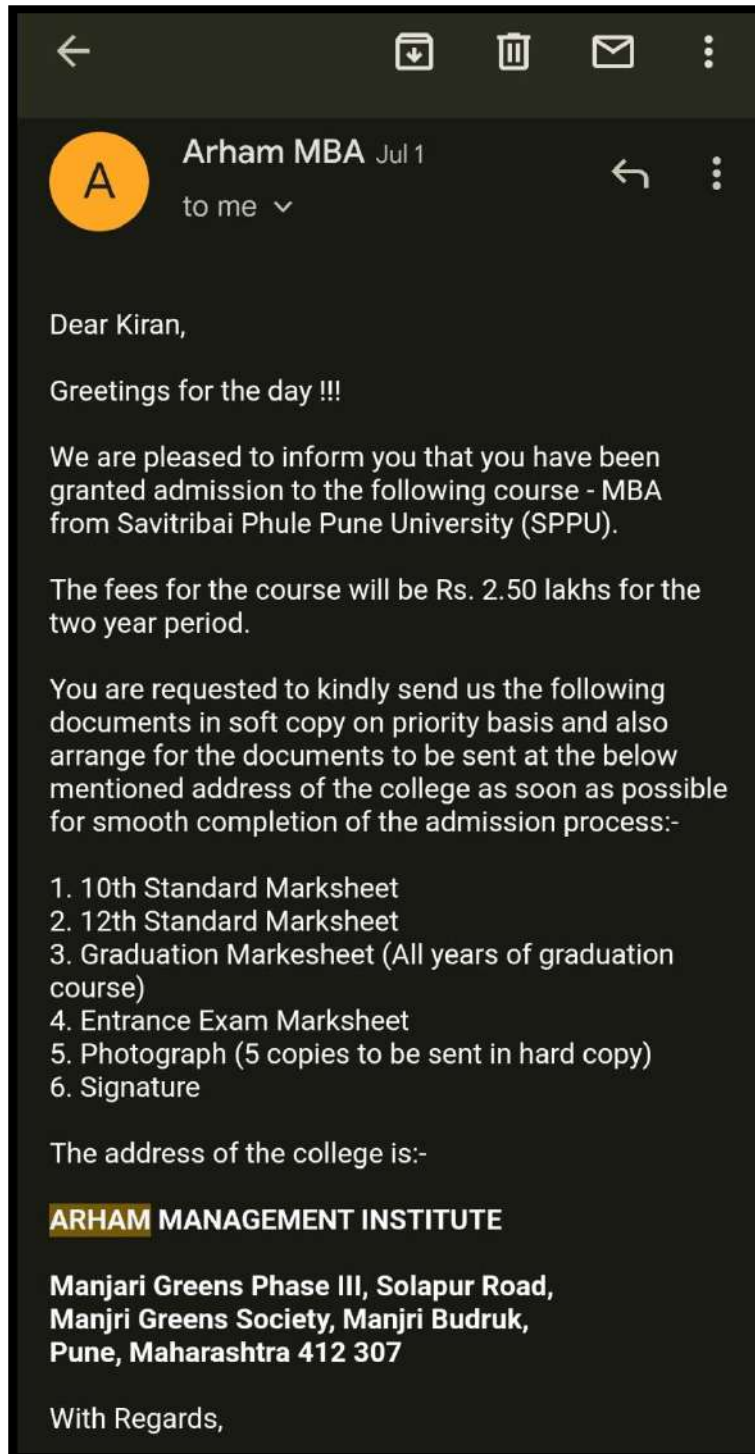 Arham MBA Jul 1
A
to me
Dear Kiran,
Greetings for the day !!!
We are pleased to inform you that you have been
granted admission to the following course - MBA
from Savitribai Phule Pune University (SPPU).
The fees for the course will be Rs. 2.50 lakhs for the
two year period.
You are requested to kindly send us the following
documents in soft copy on priority basis and also
arrange for the documents to be sent at the below
mentioned address of the college as soon as possible
for smooth completion of the admission process:-
1. 10th Standard Marksheet
2. 12th Standard Marksheet
3. Graduation Markesheet (All years of graduation
course)
4. Entrance Exam Marksheet
5. Photograph (5 copies to be sent in hard copy)
6. Signature
The address of the college is:-
ARHAM MANAGEMENT INSTITUTE
Manjari Greens Phase III, Solapur Road,
Manjri Greens Society, Manjri Budruk,
Pune, Maharashtra 412 307
With Regards,